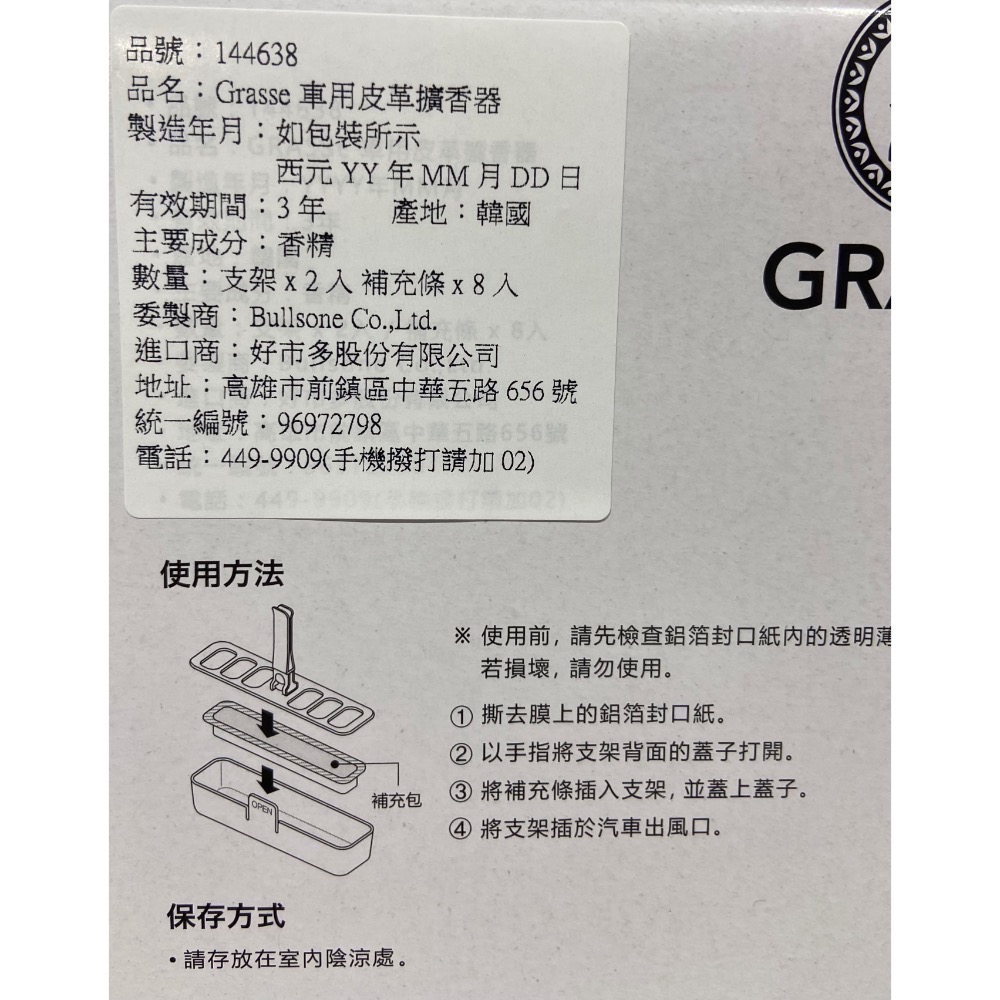 品號：144638
品名：Grasse 車用皮革擴香器
製造年月：如包裝所示
西元 YY 年 MM 月 DD 日
有效期間：3 年 產地：韓國
主要成分：香精
數量：支架 x 2 入 補充條 x 8 入
委製商：Bullsone Co.,Ltd.
進口商：好市多股份有限公司
地址：高雄市前鎮區中華五路 656 號
統一編號：96972798
電話：449-9909(手機撥打請加 02)
GR
使用方法
OPEN
補充包
※ 使用前, 請先檢查鋁箔封口紙內的透明薄
若損壞, 請勿使用。
① 撕去膜上的鋁箔封口紙。
② 以手指將支架背面的蓋子打開。
③ 將補充條插入支架, 並蓋上蓋子。
④ 將支架插於汽車出風口。
保存方式
・請存放在室內陰涼處。